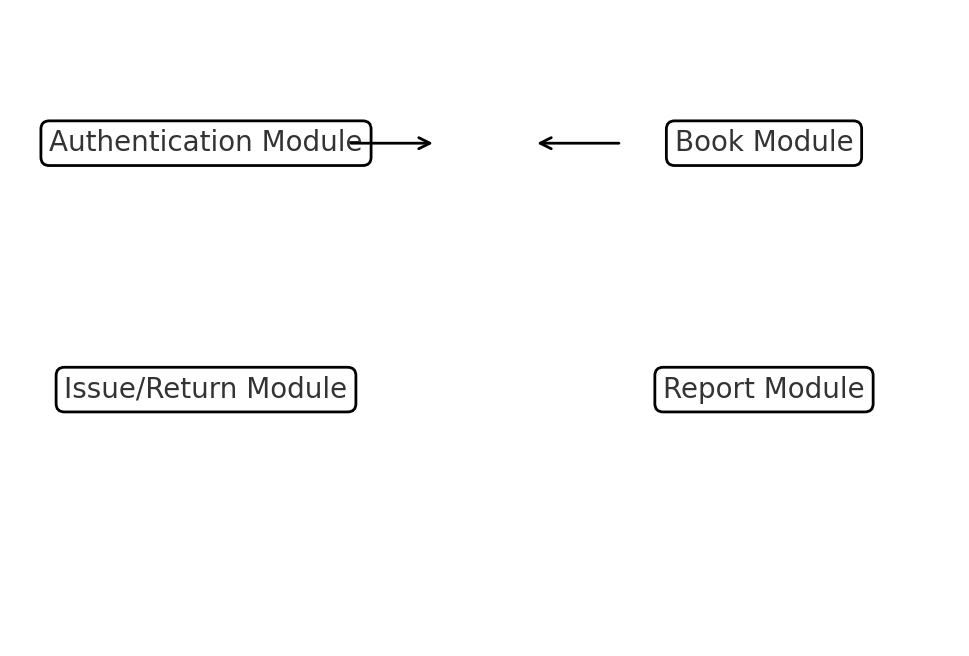 Authentication Module
Book Module
Issue/Return Module
Report Module